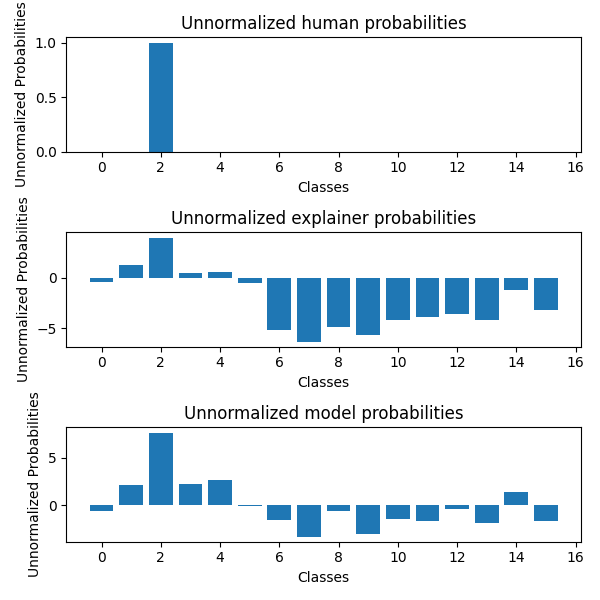 Unnormalized human probabilities
Unnormalized Probabilities
1.0
0.5
0.0
0 2 4 6 8 10 12 14 16
Classes
Unnormalized explainer probabilities
Unnormalized Probabilities
0
−5
0 2 4 6 8 10 12 14 16
Classes
Unnormalized model probabilities
Unnormalized Probabilities
5
0
0 2 4 6 8 10 12 14 16
Classes